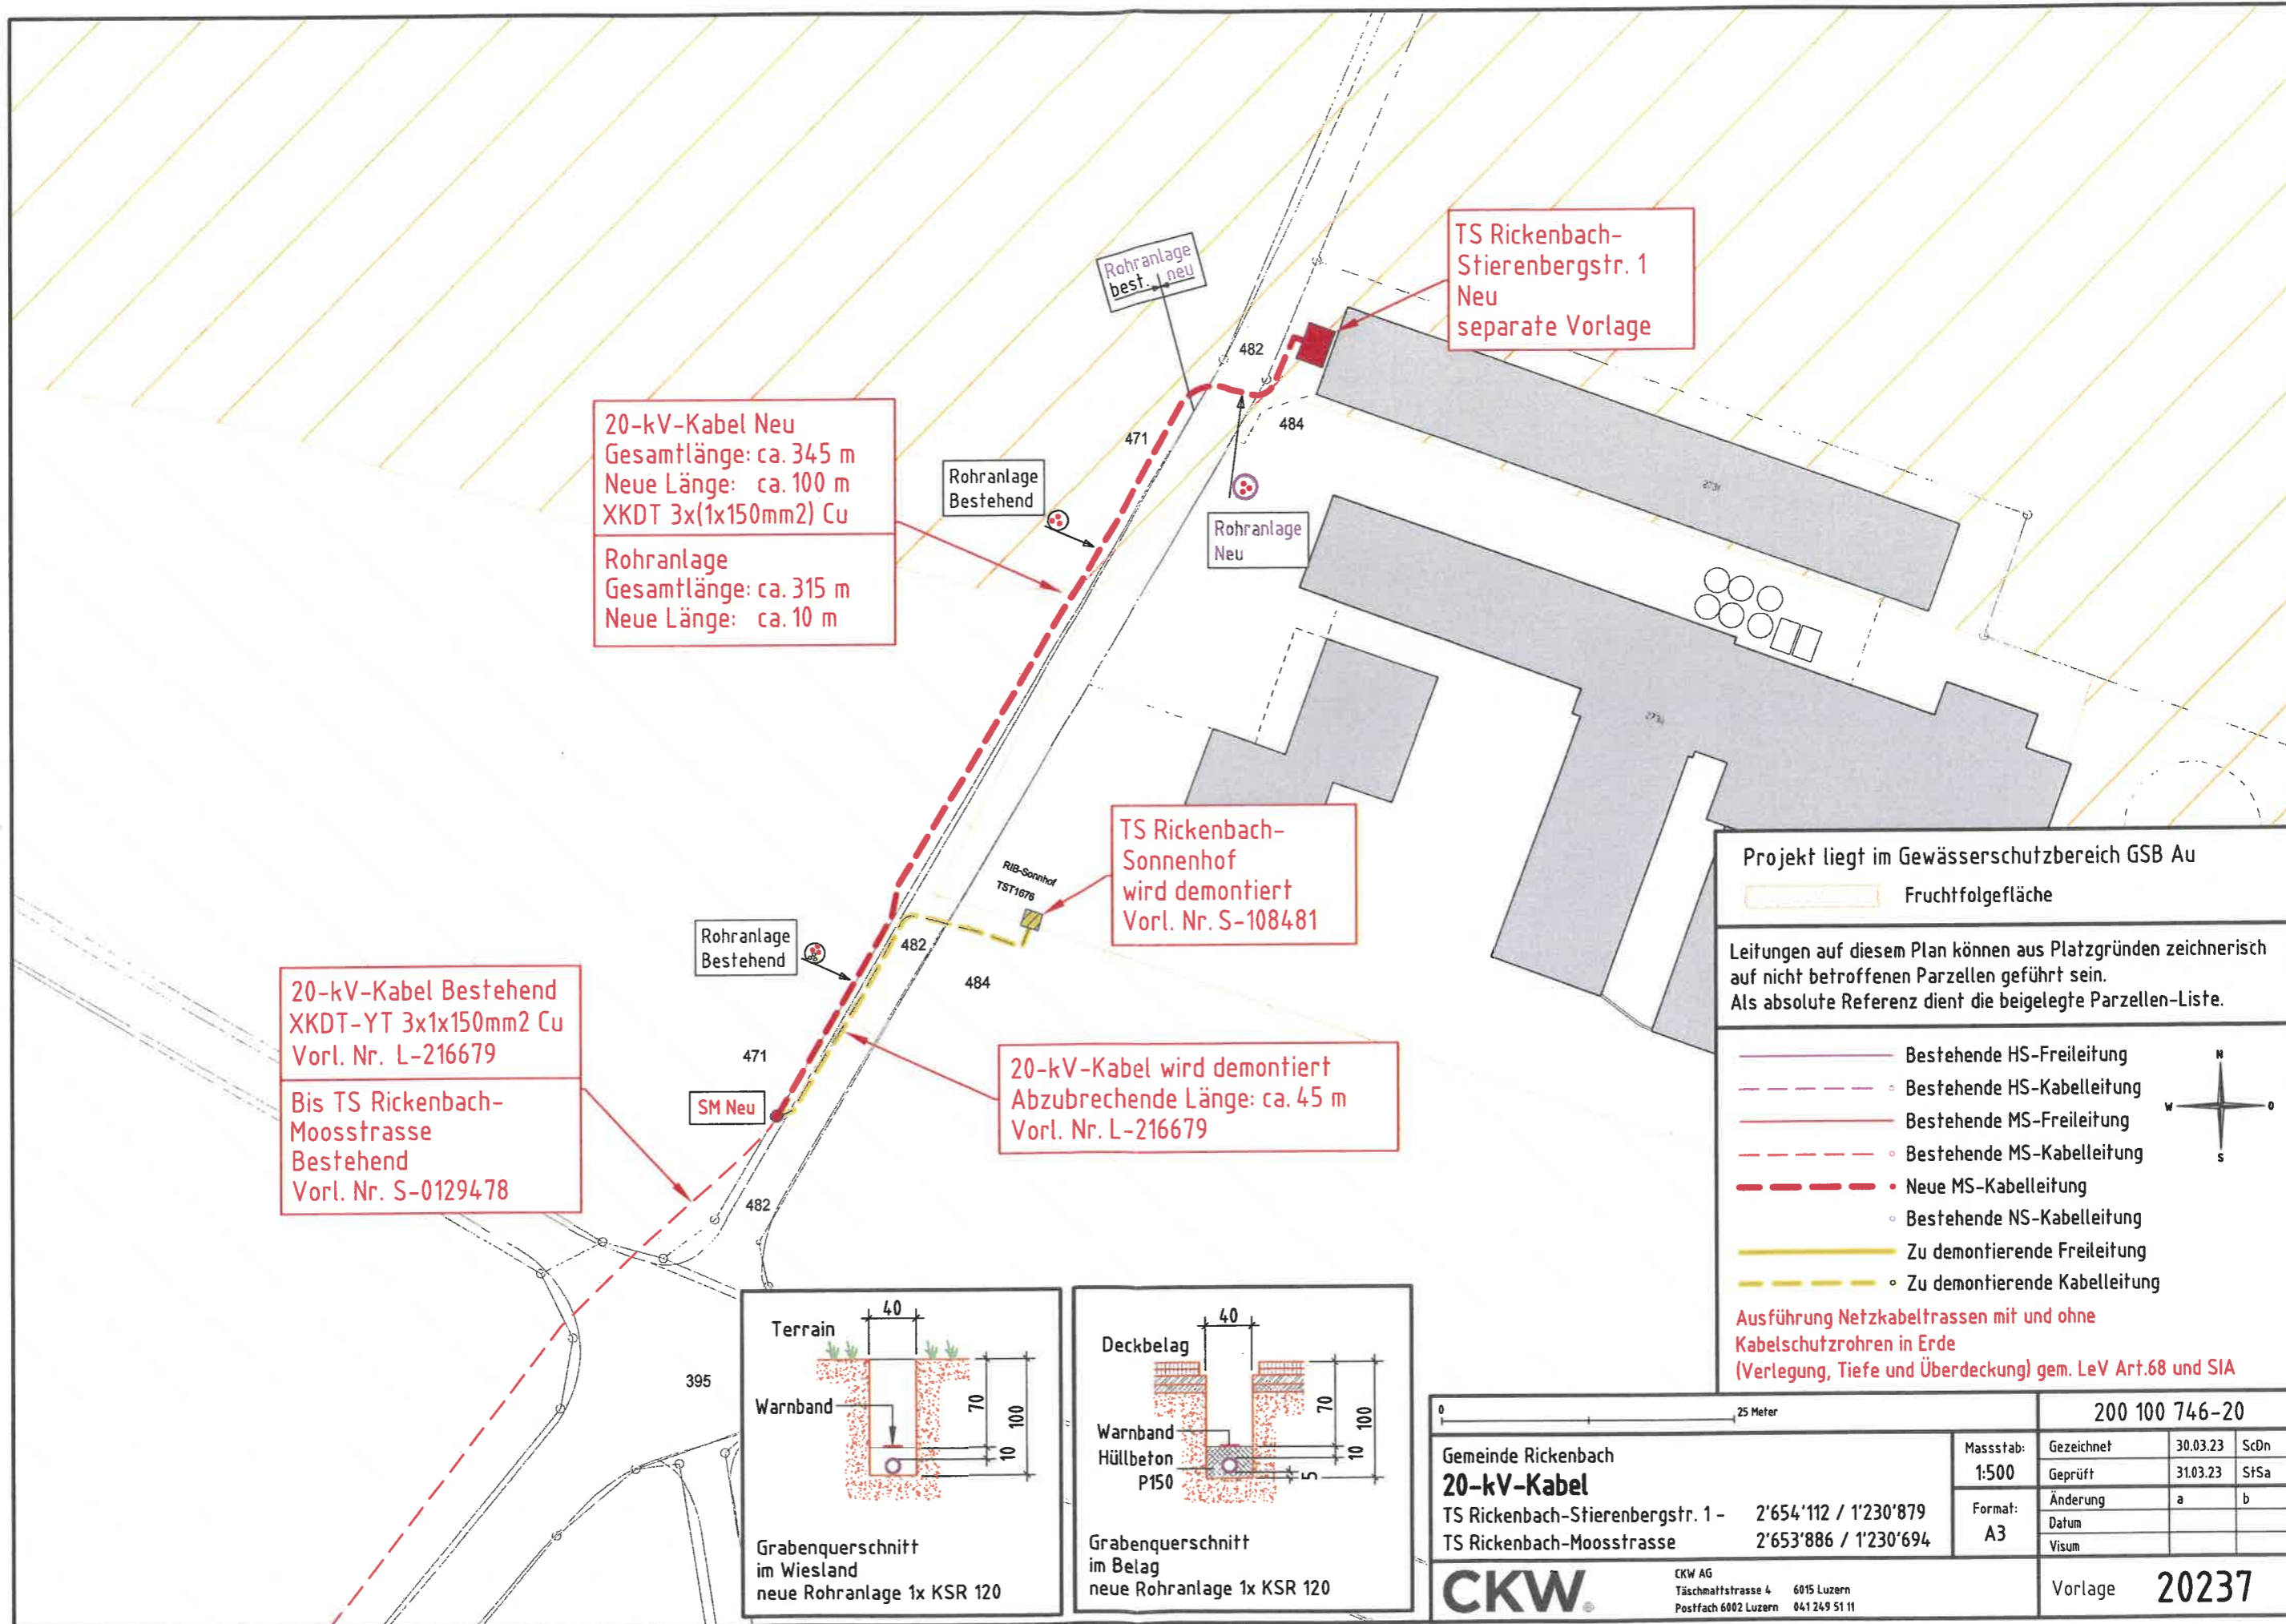 Rohranlage
best. neu
TS Rickenbach-
Stierenbergstr. 1
Neu
separate Vorlage
482
484
471
20-kV-Kabel Neu
Gesamtlänge: ca. 345 m
Neue Länge: ca. 100 m
XKDT 3x(1x150mm2) Cu
Rohranlage
Gesamtlänge: ca. 315 m
Neue Länge: ca. 10 m
Rohranlage
Bestehend
Rohranlage
Neu
TS Rickenbach-
Sonnenhof
wird demontiert
Vorl. Nr. S-108481
RIB-Sonnhof
TST1676
Rohranlage
Bestehend
482
484
471
20-kV-Kabel Bestehend
XKDT-YT 3x1x150mm2 Cu
Vorl. Nr. L-216679
Bis TS Rickenbach-
Moosstrasse
Bestehend
Vorl. Nr. S-0129478
SM Neu
20-kV-Kabel wird demontiert
Abzubrechende Länge: ca. 45 m
Vorl. Nr. L-216679
482
395
Projekt liegt im Gewässerschutzbereich GSB Au
Fruchtfolgefläche
Leitungen auf diesem Plan können aus Platzgründen zeichnerisch
auf nicht betroffenen Parzellen geführt sein.
Als absolute Referenz dient die beigelegte Parzellen-Liste.
Bestehende HS-Freileitung
Bestehende HS-Kabelleitung
Bestehende MS-Freileitung
Bestehende MS-Kabelleitung
Neue MS-Kabelleitung
Bestehende NS-Kabelleitung
Zu demontierende Freileitung
Zu demontierende Kabelleitung
N
W O
S
Ausführung Netzkabeltrassen mit und ohne
Kabelschutzrohren in Erde
(Verlegung, Tiefe und Überdeckung) gem. LeV Art.68 und SIA
40
Terrain
Warnband
70
100
10
Grabenquerschnitt
im Wiesland
neue Rohranlage 1x KSR 120
40
Deckbelag
Warnband
Hüllbeton
P150
70
100
10
5
Grabenquerschnitt
im Belag
neue Rohranlage 1x KSR 120
0 25 Meter
200 100 746-20
Gemeinde Rickenbach
20-kV-Kabel
TS Rickenbach-Stierenbergstr. 1 - 2'654'112 / 1'230'879
TS Rickenbach-Moosstrasse 2'653'886 / 1'230'694
Massstab:
1:500
Format:
A3
Gezeichnet 30.03.23 ScDn
Geprüft 31.03.23 StSa
Änderung a b
Datum
Visum
CKW.
CKW AG
Täschmattstrasse 4 6015 Luzern
Postfach 6002 Luzern 041 249 51 11
Vorlage 20237